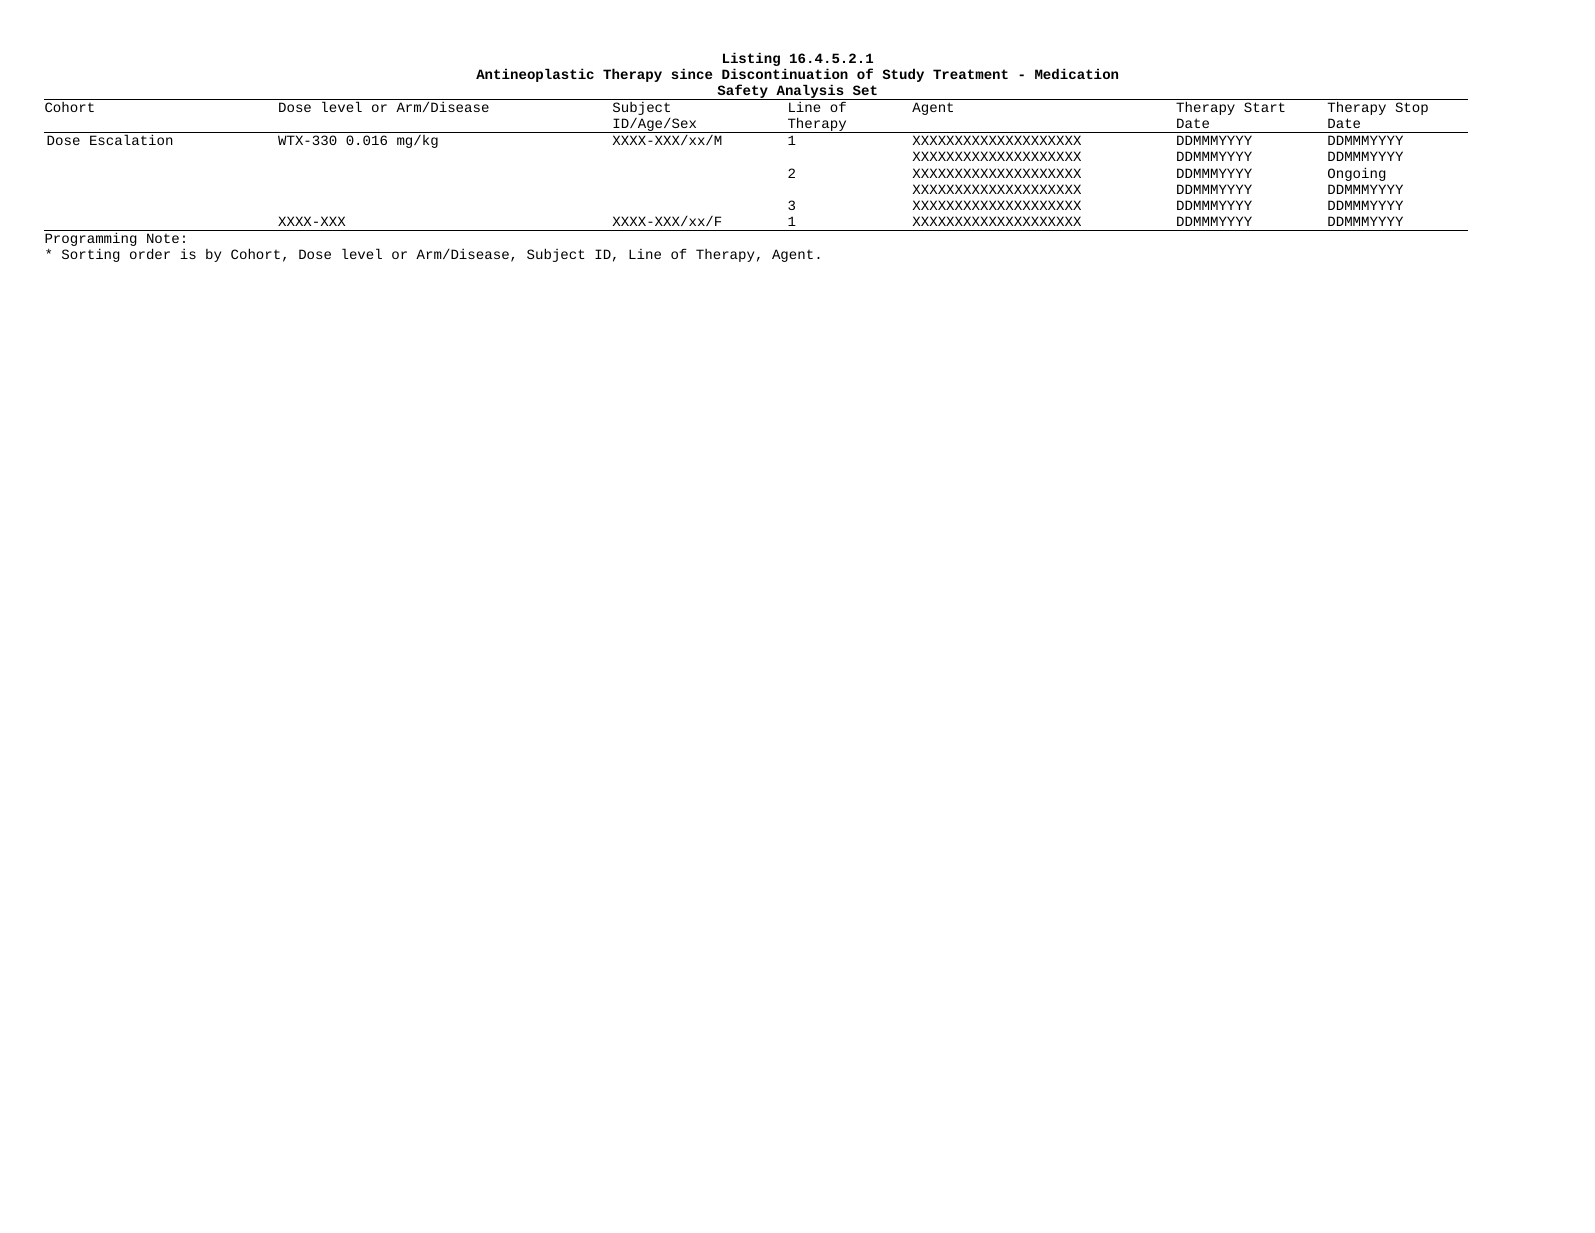 Listing 16.4.5.2.1
Antineoplastic Therapy since Discontinuation of Study Treatment - Medication
Safety Analysis Set
Cohort Dose level or Arm/Disease Subject Line of Agent Therapy Start Therapy Stop
ID/Age/Sex Therapy Date Date
Dose Escalation WTX-330 0.016 mg/kg XXXX-XXX/xx/M 1 XXXXXXXXXXXXXXXXXXXX DDMMMYYYY DDMMMYYYY
XXXXXXXXXXXXXXXXXXXX DDMMMYYYY DDMMMYYYY
2 XXXXXXXXXXXXXXXXXXXX DDMMMYYYY Ongoing
XXXXXXXXXXXXXXXXXXXX DDMMMYYYY DDMMMYYYY
3 XXXXXXXXXXXXXXXXXXXX DDMMMYYYY DDMMMYYYY
XXXX-XXX XXXX-XXX/xx/F 1 XXXXXXXXXXXXXXXXXXXX DDMMMYYYY DDMMMYYYY
Programming Note:
* Sorting order is by Cohort, Dose level or Arm/Disease, Subject ID, Line of Therapy, Agent.